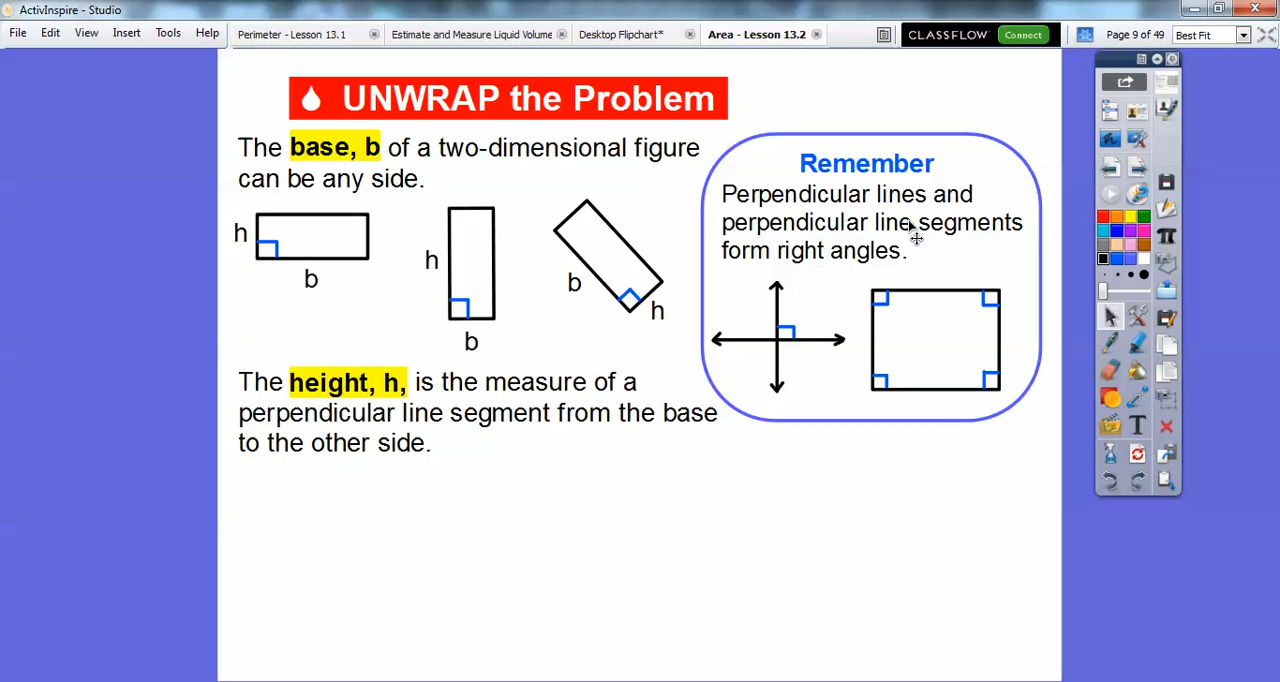 ActivInspire - Studio
File Edit View Insert Tools Help
Perimeter - Lesson 13.1 Estimate and Measure Liquid Volume Desktop Flipchart* Area - Lesson 13.2
CLASSFLOW Connect
Page 9 of 49 Best Fit
UNWRAP the Problem
The base, b of a two-dimensional figure
can be any side.
h
b
h
b
b
h
The height, h, is the measure of a
perpendicular line segment from the base
to the other side.
Remember
Perpendicular lines and
perpendicular line segments
form right angles.